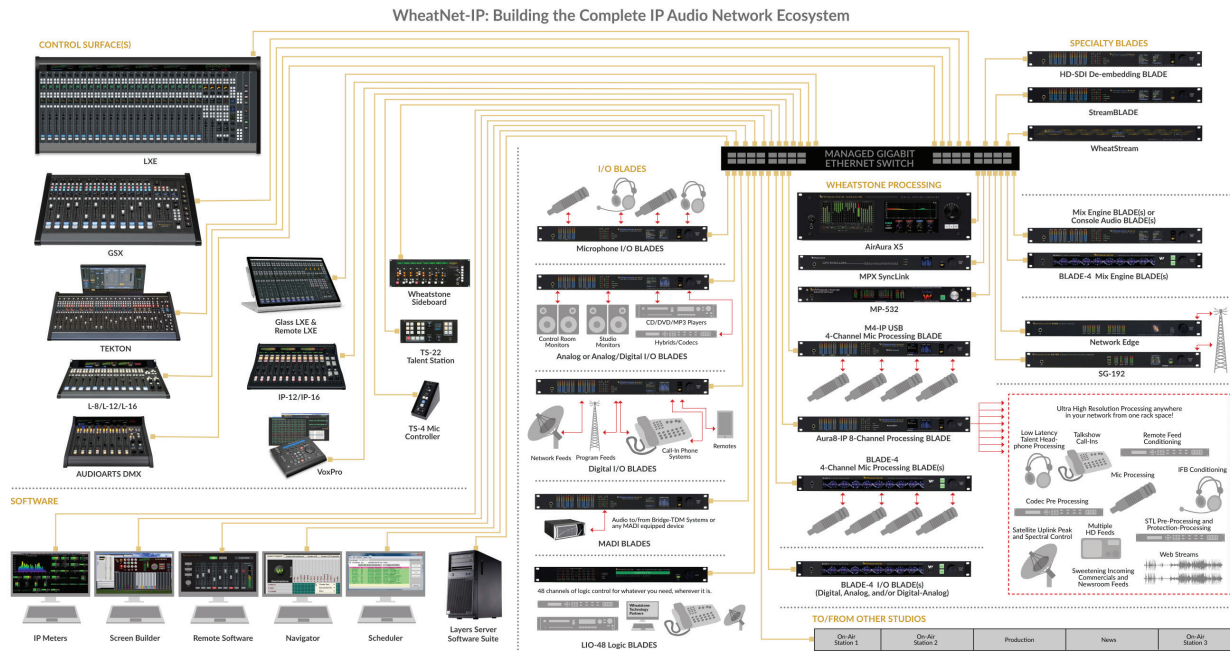 WheatNet-IP: Building the Complete IP Audio Network Ecosystem
CONTROL SURFACE(S)
LXE
GSX
TEKTON
L-8/L-12/L-16
AUDIOARTS DMX
Glass LXE &
Remote LXE
IP-12/IP-16
VoxPro
Wheatstone
Sideboard
TS-22
Talent Station
TS-4 Mic
Controller
SOFTWARE
IP Meters
Screen Builder
Remote Software
Navigator
Scheduler
Layers Server
Software Suite
MANAGED GIGABIT
ETHERNET SWITCH
I/O BLADES
Microphone I/O BLADES
Control Room
Monitors
Studio
Monitors
CD/DVD/MP3 Players
Hybrids/Codecs
Analog or Analog/Digital I/O BLADES
Network Feeds
Program Feeds
Call-In Phone
Systems
Remotes
Digital I/O BLADES
Audio to/from Bridge-TDM Systems or
any MADI equipped device
MADI BLADES
48 channels of logic control for whatever you need, wherever it is.
Wheatstone
Technology
Partners
LIO-48 Logic BLADES
WHEATSTONE PROCESSING
AirAura X5
MPX SyncLink
MP-532
M4-IP USB
4-Channel Mic Processing BLADE
Aura8-IP 8-Channel Processing BLADE
BLADE-4
4-Channel Mic Processing BLADE(s)
BLADE-4 I/O BLADE(s)
(Digital, Analog, and/or Digital-Analog)
SPECIALTY BLADES
HD-SDI De-embedding BLADE
StreamBLADE
WheatStream
Mix Engine BLADE(s) or
Console Audio BLADE(s)
BLADE-4 Mix Engine BLADE(s)
Network Edge
SG-192
Ultra High Resolution Processing anywhere
in your network from one rack space!
Low Latency
Talent Head-
phone Processing
Talkshow
Call-Ins
Remote Feed
Conditioning
Mic Processing
IFB Conditioning
Codec Pre Processing
Satellite Uplink Peak
and Spectral Control
Multiple
HD Feeds
STL Pre-Processing and
Protection-Processing
Web Streams
Sweetening Incoming
Commercials and
Newsroom Feeds
TO/FROM OTHER STUDIOS
On-Air
Station 1
On-Air
Station 2
Production
News
On-Air
Station 3